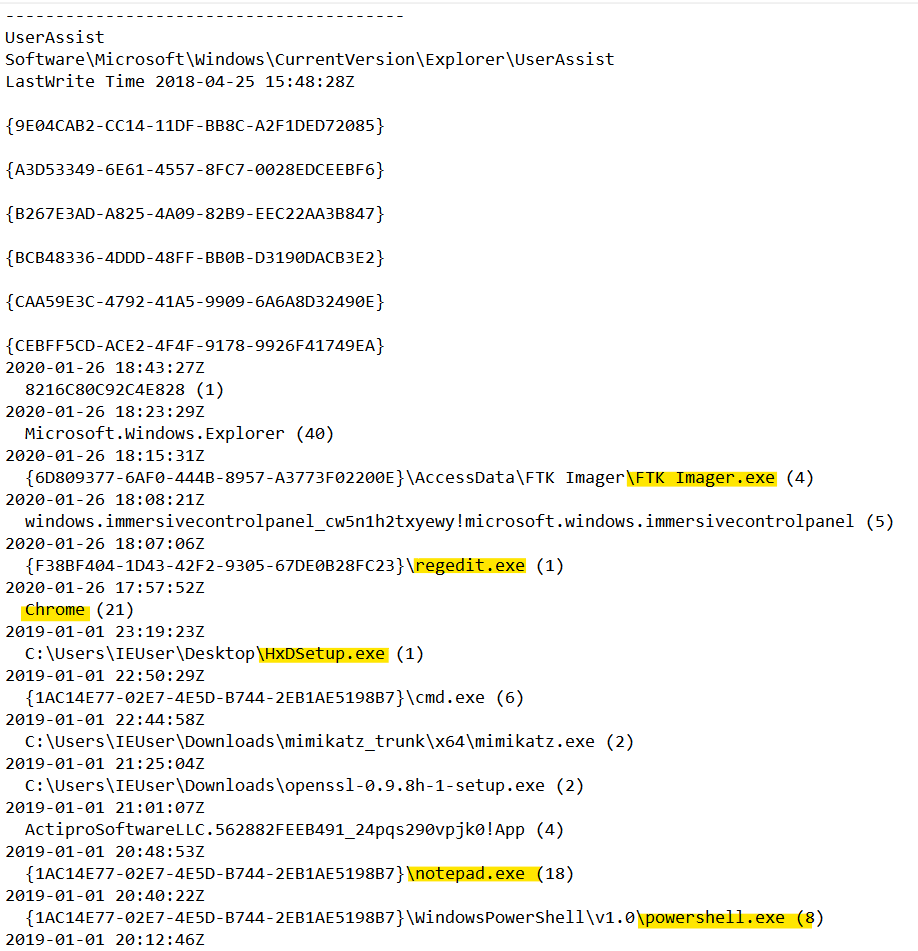 ----------------------------------------
UserAssist
Software\Microsoft\Windows\CurrentVersion\Explorer\UserAssist
LastWrite Time 2018-04-25 15:48:28Z
{9E04CAB2-CC14-11DF-BB8C-A2F1DED72085}
{A3D53349-6E61-4557-8FC7-0028EDCEEBF6}
{B267E3AD-A825-4A09-82B9-EEC22AA3B847}
{BCB48336-4DDD-48FF-BB0B-D3190DACB3E2}
{CAA59E3C-4792-41A5-9909-6A6A8D32490E}
{CEBFF5CD-ACE2-4F4F-9178-9926F41749EA}
2020-01-26 18:43:27Z
8216C80C92C4E828 (1)
2020-01-26 18:23:29Z
Microsoft.Windows.Explorer (40)
2020-01-26 18:15:31Z
{6D809377-6AF0-444B-8957-A3773F02200E}\AccessData\FTK Imager\FTK Imager.exe (4)
2020-01-26 18:08:21Z
windows.immersivecontrolpanel_cw5n1h2txyewy!microsoft.windows.immersivecontrolpanel (5)
2020-01-26 18:07:06Z
{F38BF404-1D43-42F2-9305-67DE0B28FC23}\regedit.exe (1)
2020-01-26 17:57:52Z
Chrome (21)
2019-01-01 23:19:23Z
C:\Users\IEUser\Desktop\HxDSetup.exe (1)
2019-01-01 22:50:29Z
{1AC14E77-02E7-4E5D-B744-2EB1AE5198B7}\cmd.exe (6)
2019-01-01 22:44:58Z
C:\Users\IEUser\Downloads\mimikatz_trunk\x64\mimikatz.exe (2)
2019-01-01 21:25:04Z
C:\Users\IEUser\Downloads\openssl-0.9.8h-1-setup.exe (2)
2019-01-01 21:01:07Z
ActiproSoftwareLLC.562882FEEB491_24pqs290vpjk0!App (4)
2019-01-01 20:48:53Z
{1AC14E77-02E7-4E5D-B744-2EB1AE5198B7}\notepad.exe (18)
2019-01-01 20:40:22Z
{1AC14E77-02E7-4E5D-B744-2EB1AE5198B7}\WindowsPowerShell\v1.0\powershell.exe (8)
2019-01-01 20:12:46Z